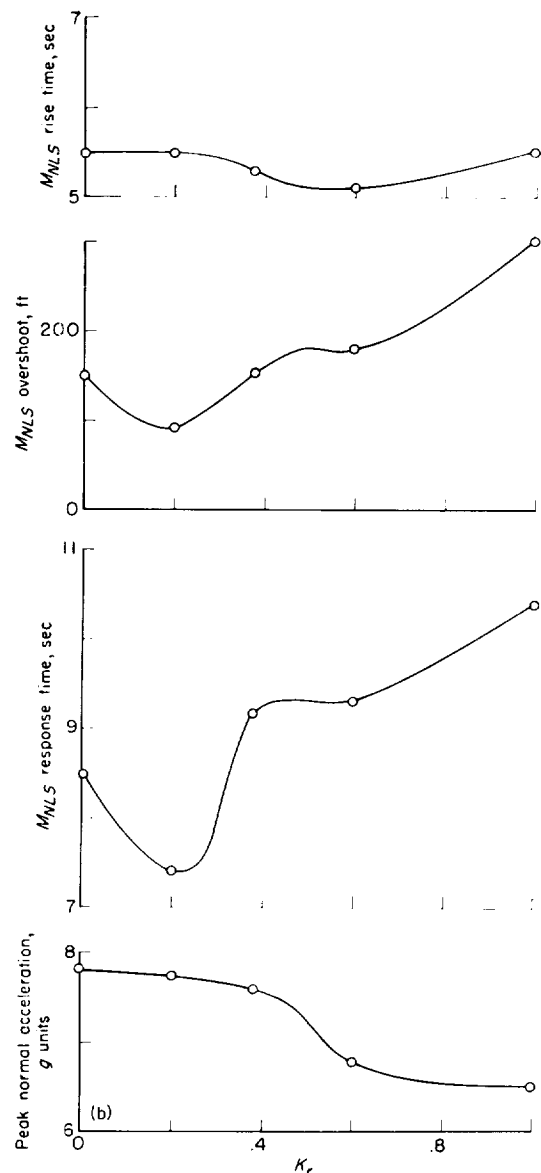 7
M_NLS rise time, sec
5
200
M_NLS overshoot, ft
0
11
9
M_NLS response time, sec
7
8
Peak normal acceleration,
g units
(b)
6
0 .4 .8
K_r